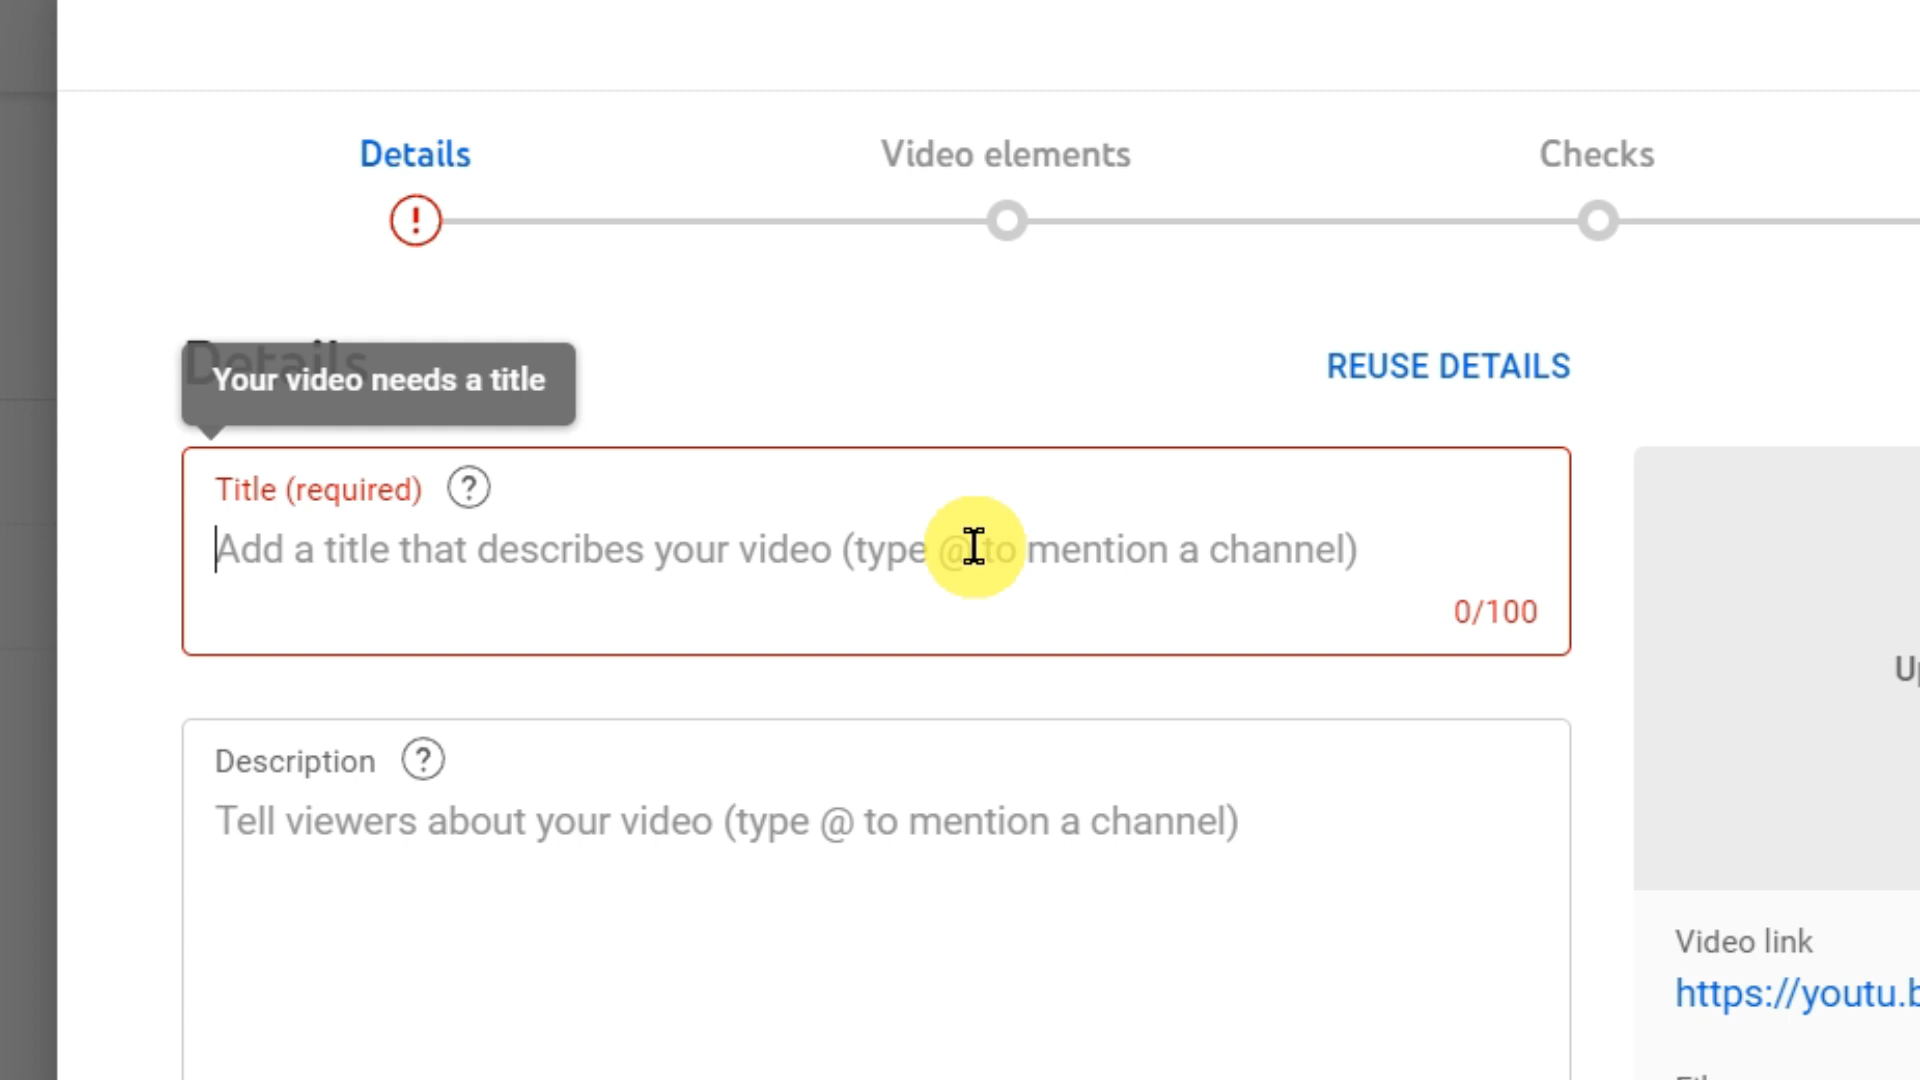 Details
Video elements
Checks
Details
Your video needs a title
REUSE DETAILS
Title (required) ?
Add a title that describes your video (type @ to mention a channel)
0/100
Description ?
Tell viewers about your video (type @ to mention a channel)
Video link
https://youtu.b